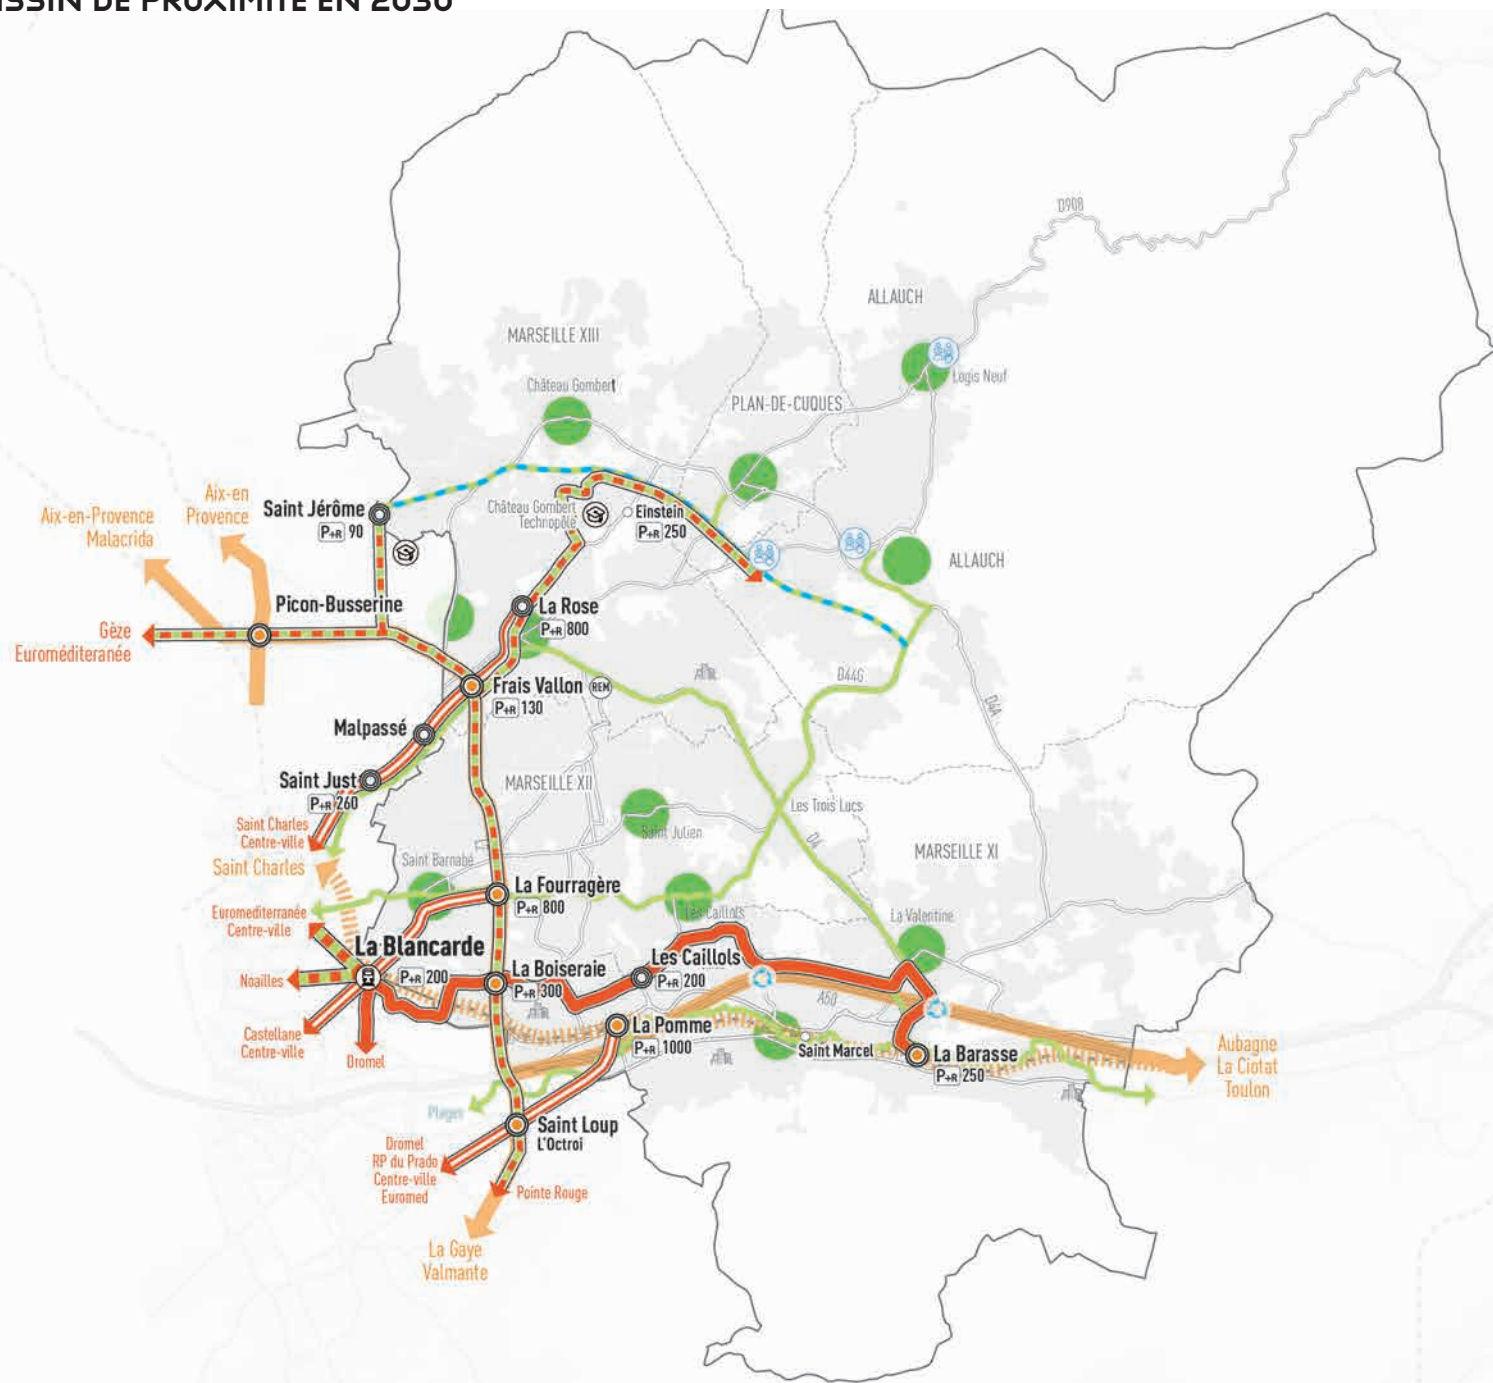 ISSIN DE PROXIMITÉ EN 2030
D908
ALLAUCH
MARSEILLE XIII
Château Gombert
Logis Neuf
PLAN-DE-CUQUES
Aix-en
Provence
Aix-en-Provence
Malacrida
Saint Jérôme
P+R 90
Château Gombert
Technopôle
Einstein
P+R 250
ALLAUCH
Picon-Busserine
La Rose
P+R 800
Gèze
Euroméditeranée
Frais Vallon
REM
P+R 130
D44G
D4A
Malpassé
Saint Just
P+R 260
MARSEILLE XII
Les Trois Lucs
Saint Charles
Centre-ville
Saint Julien
D4
Saint Charles
Saint Barnabé
MARSEILLE XI
La Fourragère
P+R 800
Euromediterranée
Centre-ville
Les Caillols
La Valentine
La Blancarde
P+R 200
Noailles
La Boiseraie
P+R 300
Les Caillols
P+R 200
A50
Castellane
Centre-ville
Dromel
La Pomme
P+R 1000
Saint Marcel
La Barasse
P+R 250
Aubagne
La Ciotat
Toulon
Plages
Saint Loup
L'Octroi
Dromel
RP du Prado
Centre-ville
Euromed
Pointe Rouge
La Gaye
Valmante